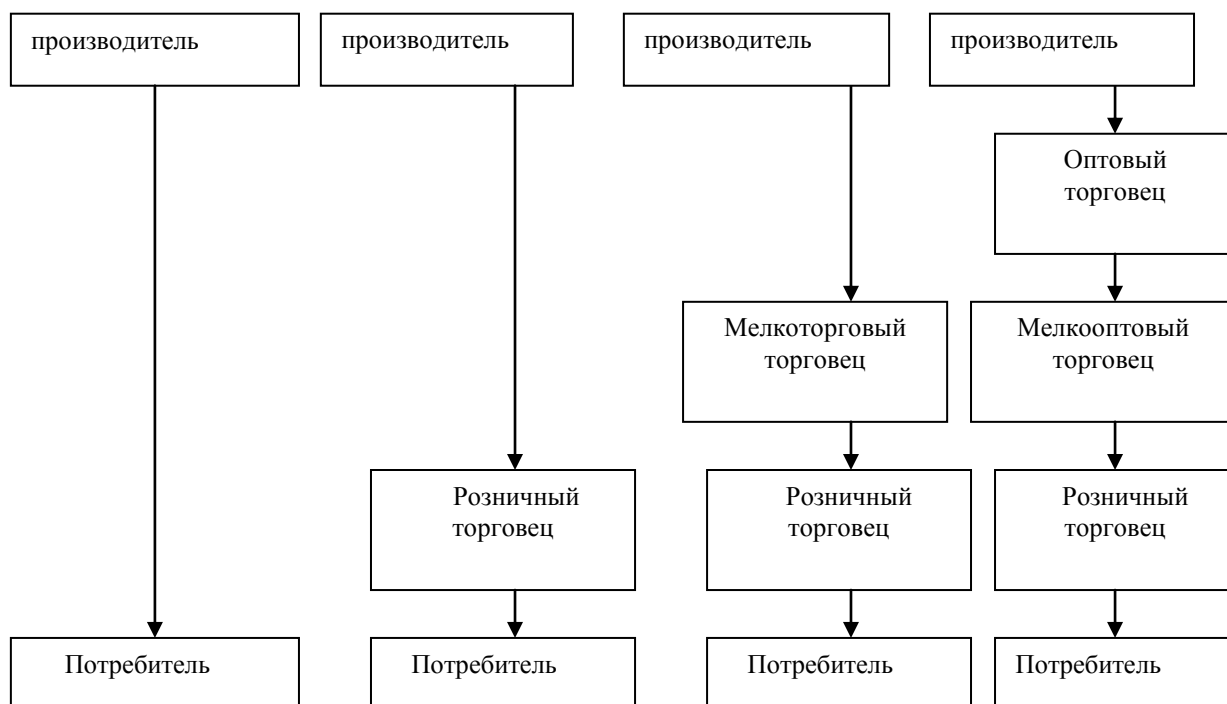 производитель
производитель
производитель
производитель
Оптовый
торговец
Мелкоторговый
торговец
Мелкооптовый
торговец
Розничный
торговец
Розничный
торговец
Розничный
торговец
Потребитель
Потребитель
Потребитель
Потребитель